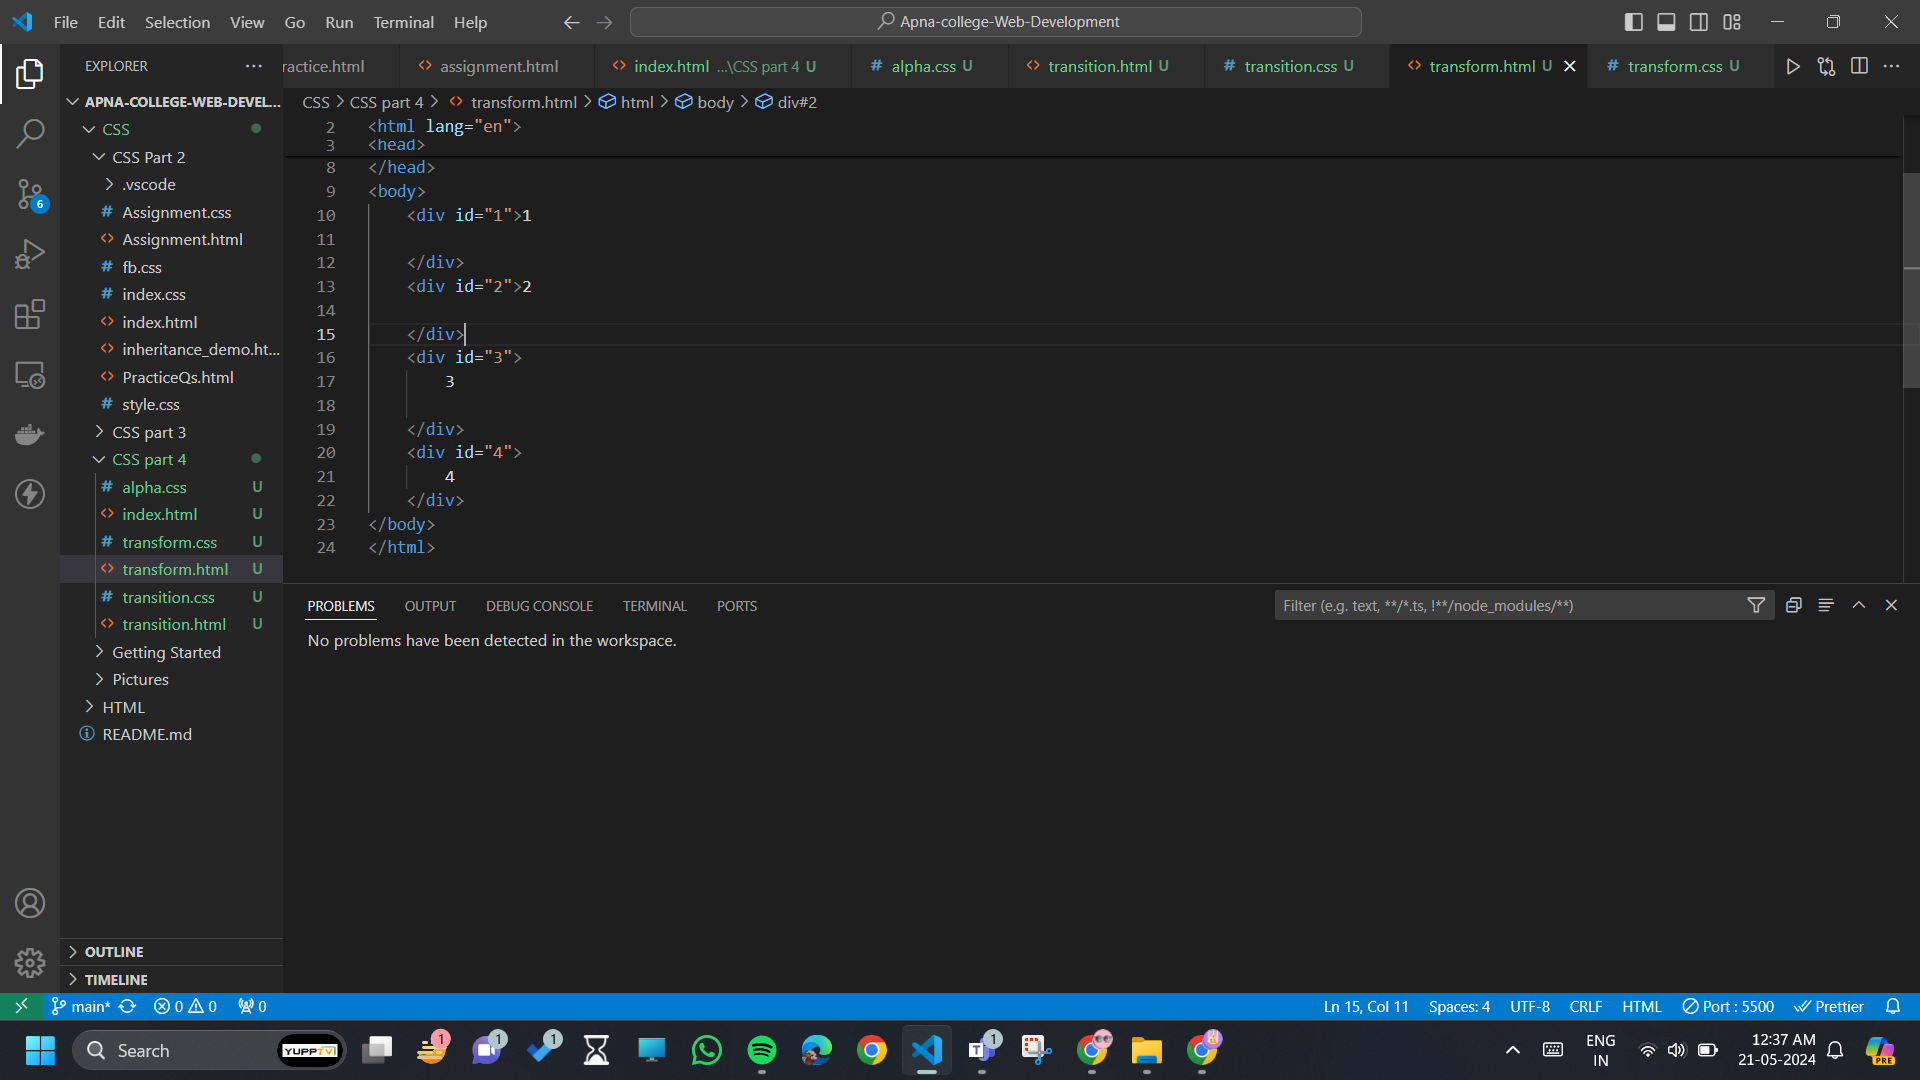 File Edit Selection View Go Run Terminal Help
Apna-college-Web-Development
EXPLORER
ractice.html
assignment.html
index.html ...\CSS part 4 U
alpha.css U
transition.html U
transition.css U
transform.html U
transform.css U
APNA-COLLEGE-WEB-DEVEL...
CSS
CSS Part 2
.vscode
Assignment.css
Assignment.html
fb.css
index.css
index.html
inheritance_demo.ht...
PracticeQs.html
style.css
CSS part 3
CSS part 4
alpha.css U
index.html U
transform.css U
transform.html U
transition.css U
transition.html U
Getting Started
Pictures
HTML
README.md
OUTLINE
TIMELINE
6
CSS > CSS part 4 > transform.html > html > body > div#2
2 <html lang="en">
3 <head>
8 </head>
9 <body>
10 <div id="1">1
11
12 </div>
13 <div id="2">2
14
15 </div>
16 <div id="3">
17 3
18
19 </div>
20 <div id="4">
21 4
22 </div>
23 </body>
24 </html>
PROBLEMS OUTPUT DEBUG CONSOLE TERMINAL PORTS
Filter (e.g. text, **/*.ts, !**/node_modules/**)
No problems have been detected in the workspace.
main* 0 0 0
Ln 15, Col 11 Spaces: 4 UTF-8 CRLF HTML Port : 5500 Prettier
Search
YUPPTV
1
1
1
1
ENG
IN
12:37 AM
21-05-2024
PRE